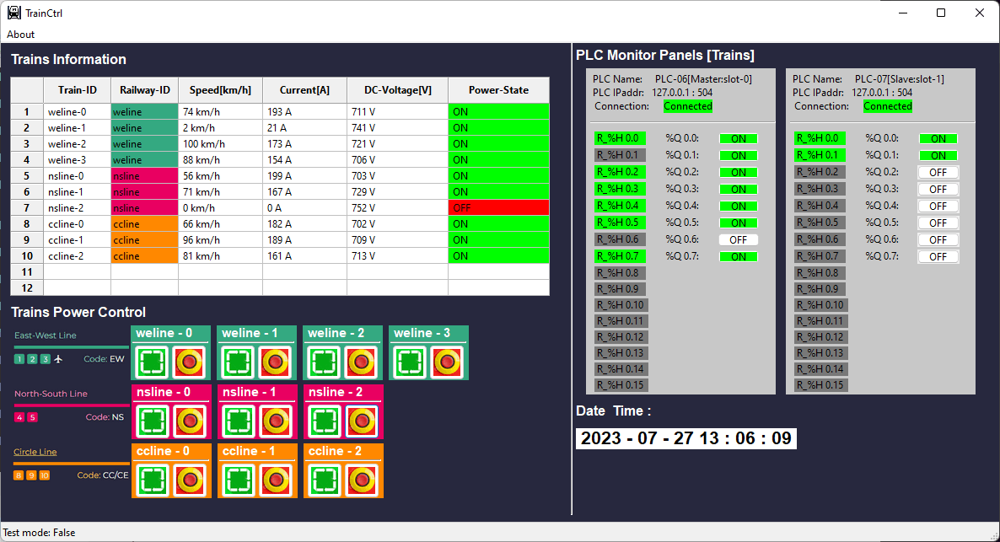 TrainCtrl
About
Trains Information
Train-ID Railway-ID Speed[km/h] Current[A] DC-Voltage[V] Power-State
1 weline-0 weline 74 km/h 193 A 711 V ON
2 weline-1 weline 2 km/h 21 A 741 V ON
3 weline-2 weline 100 km/h 173 A 721 V ON
4 weline-3 weline 88 km/h 154 A 706 V ON
5 nsline-0 nsline 56 km/h 199 A 703 V ON
6 nsline-1 nsline 71 km/h 167 A 729 V ON
7 nsline-2 nsline 0 km/h 0 A 752 V OFF
8 ccline-0 ccline 66 km/h 182 A 702 V ON
9 ccline-1 ccline 96 km/h 189 A 709 V ON
10 ccline-2 ccline 81 km/h 161 A 713 V ON
11
12
Trains Power Control
East-West Line
1 2 3 Code: EW
weline - 0 weline - 1 weline - 2 weline - 3
North-South Line
4 5 Code: NS
nsline - 0 nsline - 1 nsline - 2
Circle Line
8 9 10 Code: CC/CE
ccline - 0 ccline - 1 ccline - 2
PLC Monitor Panels [Trains]
PLC Name: PLC-06[Master:slot-0]
PLC IPaddr: 127.0.0.1 : 504
Connection: Connected
R_%H 0.0 %Q 0.0: ON
R_%H 0.1 %Q 0.1: ON
R_%H 0.2 %Q 0.2: ON
R_%H 0.3 %Q 0.3: ON
R_%H 0.4 %Q 0.4: ON
R_%H 0.5 %Q 0.5: ON
R_%H 0.6 %Q 0.6: OFF
R_%H 0.7 %Q 0.7: ON
R_%H 0.8
R_%H 0.9
R_%H 0.10
R_%H 0.11
R_%H 0.12
R_%H 0.13
R_%H 0.14
R_%H 0.15
PLC Name: PLC-07[Slave:slot-1]
PLC IPaddr: 127.0.0.1 : 504
Connection: Connected
R_%H 0.0 %Q 0.0: ON
R_%H 0.1 %Q 0.1: ON
R_%H 0.2 %Q 0.2: OFF
R_%H 0.3 %Q 0.3: OFF
R_%H 0.4 %Q 0.4: OFF
R_%H 0.5 %Q 0.5: OFF
R_%H 0.6 %Q 0.6: OFF
R_%H 0.7 %Q 0.7: OFF
R_%H 0.8
R_%H 0.9
R_%H 0.10
R_%H 0.11
R_%H 0.12
R_%H 0.13
R_%H 0.14
R_%H 0.15
Date Time :
2023 - 07 - 27 13 : 06 : 09
Test mode: False